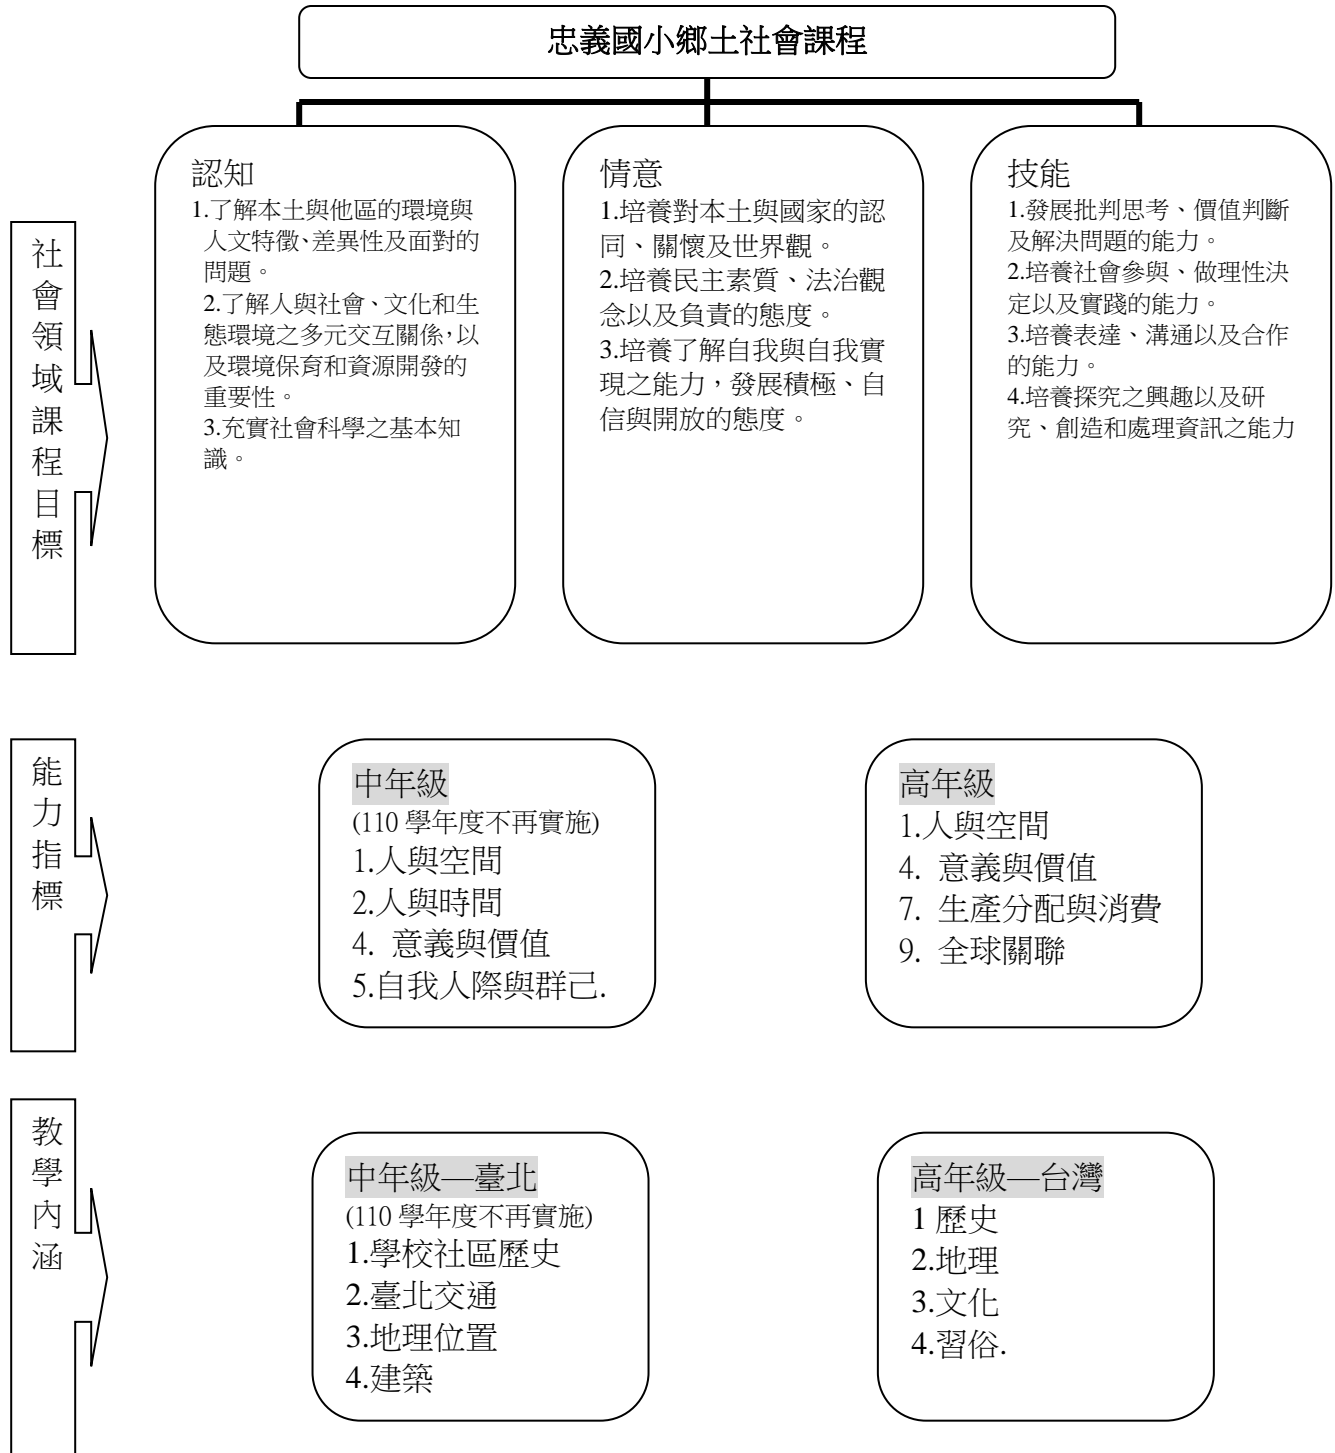 忠義國小鄉土社會課程
社會領域課程目標
認知
1.了解本土與他區的環境與
人文特徵、差異性及面對的
問題。
2.了解人與社會、文化和生
態環境之多元交互關係,以
及環境保育和資源開發的
重要性。
3.充實社會科學之基本知
識。
情意
1.培養對本土與國家的認
同、關懷及世界觀。
2.培養民主素質、法治觀
念以及負責的態度。
3.培養了解自我與自我實
現之能力，發展積極、自
信與開放的態度。
技能
1.發展批判思考、價值判斷
及解決問題的能力。
2.培養社會參與、做理性決
定以及實踐的能力。
3.培養表達、溝通以及合作
的能力。
4.培養探究之興趣以及研
究、創造和處理資訊之能力
能力指標
中年級
(110 學年度不再實施)
1.人與空間
2.人與時間
4. 意義與價值
5.自我人際與群己.
高年級
1.人與空間
4. 意義與價值
7. 生產分配與消費
9. 全球關聯
教學內涵
中年級—臺北
(110 學年度不再實施)
1.學校社區歷史
2.臺北交通
3.地理位置
4.建築
高年級—台灣
1 歷史
2.地理
3.文化
4.習俗.